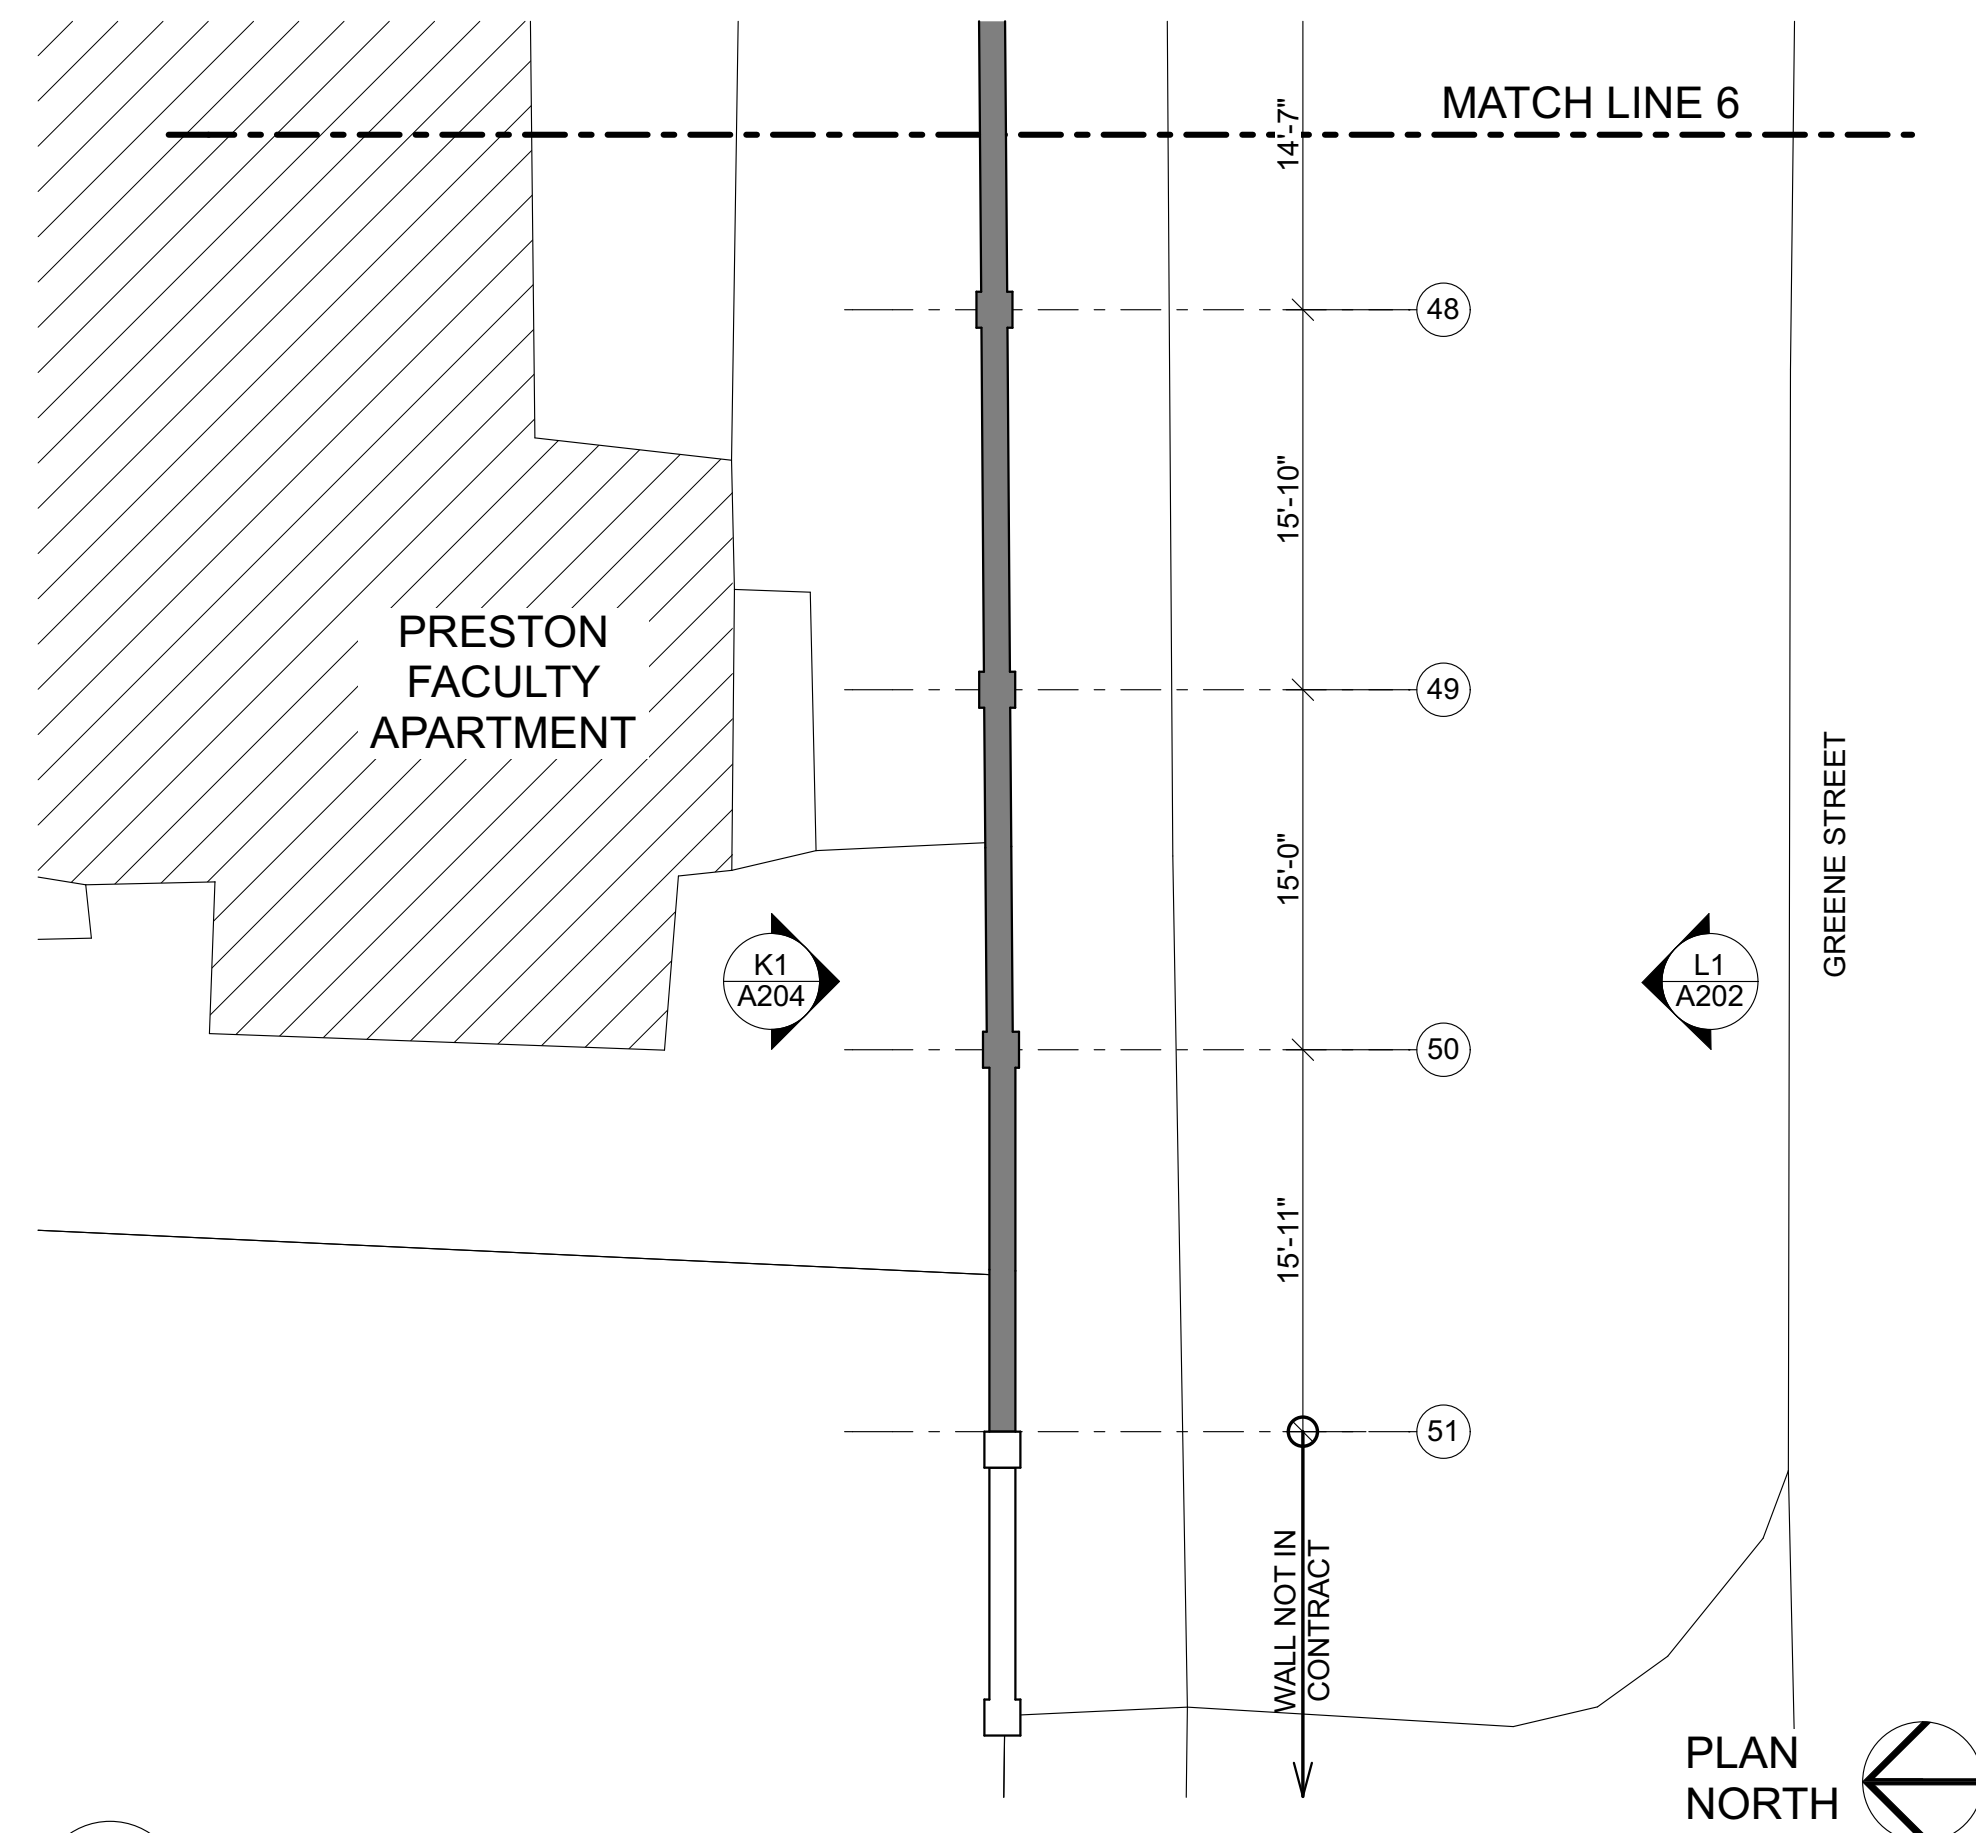 MATCH LINE 6
14'-7"
48
15'-10"
PRESTON
FACULTY
APARTMENT
49
GREENE STREET
15'-0"
K1
A204
L1
A202
50
15'-11"
51
WALL NOT IN
CONTRACT
PLAN
NORTH